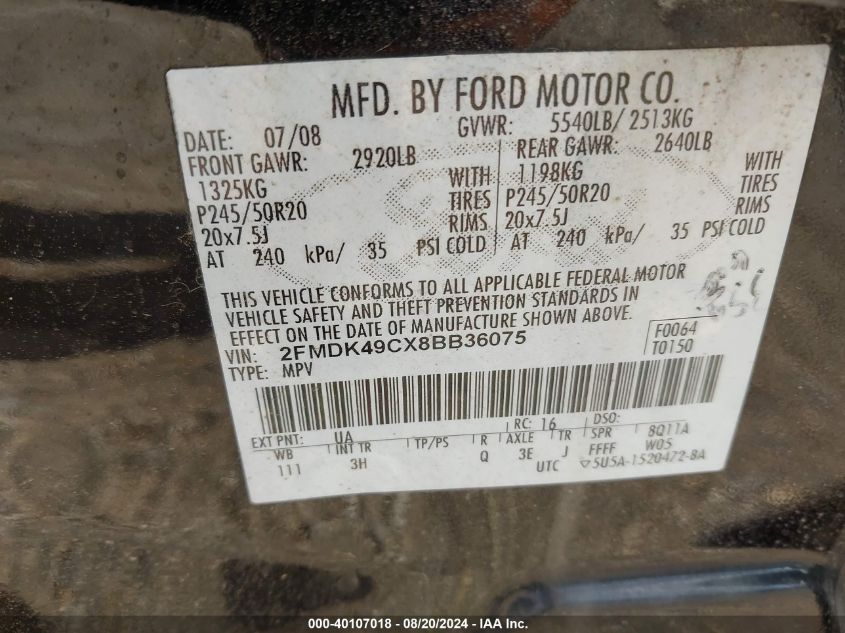 MFD. BY FORD MOTOR CO.
DATE: 07/08 GVWR: 5540LB/ 2513KG
FRONT GAWR: 2920LB REAR GAWR: 2640LB
1325KG WITH 1198KG WITH
P245/50R20 TIRES P245/50R20 TIRES
20x7.5J RIMS 20x7.5J RIMS
AT 240 kPa/ 35 PSI COLD AT 240 kPa/ 35 PSI COLD
THIS VEHICLE CONFORMS TO ALL APPLICABLE FEDERAL MOTOR
VEHICLE SAFETY AND THEFT PREVENTION STANDARDS IN
EFFECT ON THE DATE OF MANUFACTURE SHOWN ABOVE.
VIN: 2FMDK49CX8BB36075 F0064
TYPE: MPV T0150
EXT PNT: UA RC: 16 DSO:
WB INT TR TP/PS R AXLE TR SPR 8Q11A
111 3H Q 3E J FFFF W05
UTC ▽5U5A-1520472-8A
000-40107018 - 08/20/2024 - IAA Inc.